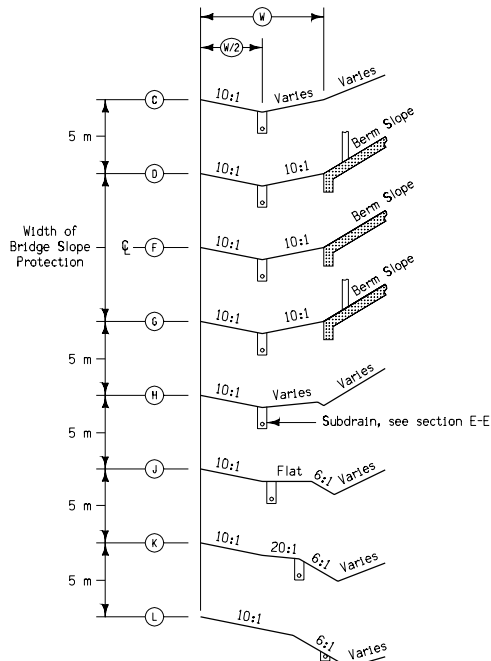 W
W/2
C 10:1 Varies Varies
5 m
D 10:1 10:1 Berm Slope
Width of
Bridge Slope
Protection
℄ F 10:1 10:1 Berm Slope
G 10:1 10:1 Berm Slope
5 m
H 10:1 Varies Varies
Subdrain, see section E-E
5 m
J 10:1 Flat 6:1 Varies
5 m
K 10:1 20:1 6:1 Varies
5 m
L 10:1 6:1 Varies